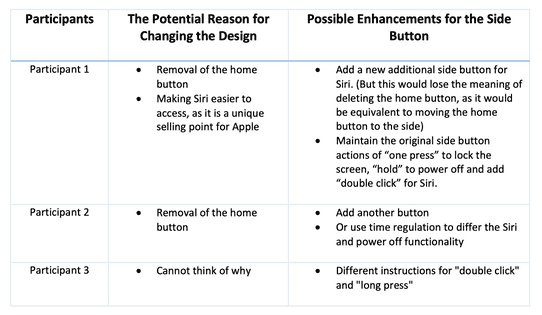 Participants
The Potential Reason for
Changing the Design
Possible Enhancements for the Side
Button
Participant 1
• Removal of the home
button
• Making Siri easier to
access, as it is a unique
selling point for Apple
• Add a new additional side button for
Siri. (But this would lose the meaning of
deleting the home button, as it would
be equivalent to moving the home
button to the side)
• Maintain the original side button
actions of “one press” to lock the
screen, “hold” to power off and add
“double click” for Siri.
Participant 2
• Removal of the home
button
• Add another button
• Or use time regulation to differ the Siri
and power off functionality
Participant 3
• Cannot think of why
• Different instructions for "double click"
and "long press"